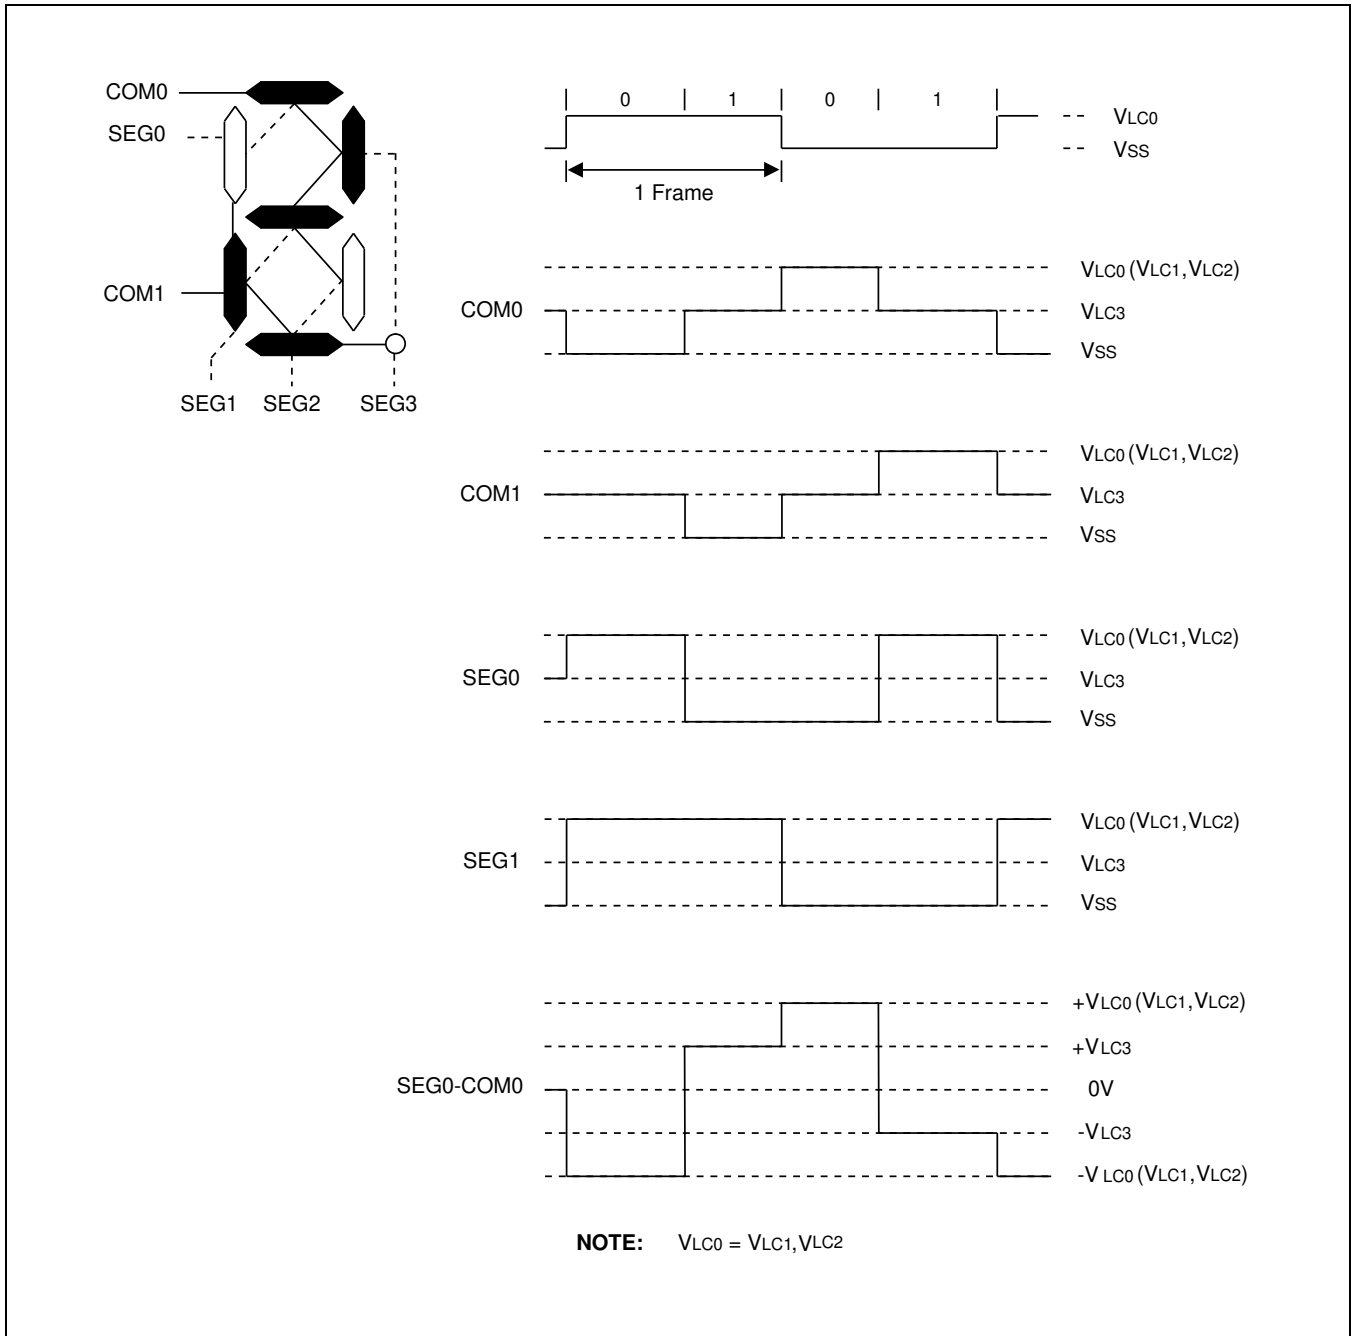 COM0
SEG0
COM1
SEG1 SEG2 SEG3
0 1 0 1
VLC0
VSS
1 Frame
COM0
VLC0 (VLC1,VLC2)
VLC3
VSS
COM1
VLC0 (VLC1,VLC2)
VLC3
VSS
SEG0
VLC0 (VLC1,VLC2)
VLC3
VSS
SEG1
VLC0 (VLC1,VLC2)
VLC3
VSS
SEG0-COM0
+VLC0 (VLC1,VLC2)
+VLC3
0V
-VLC3
-V LC0 (VLC1,VLC2)
NOTE: VLC0 = VLC1,VLC2